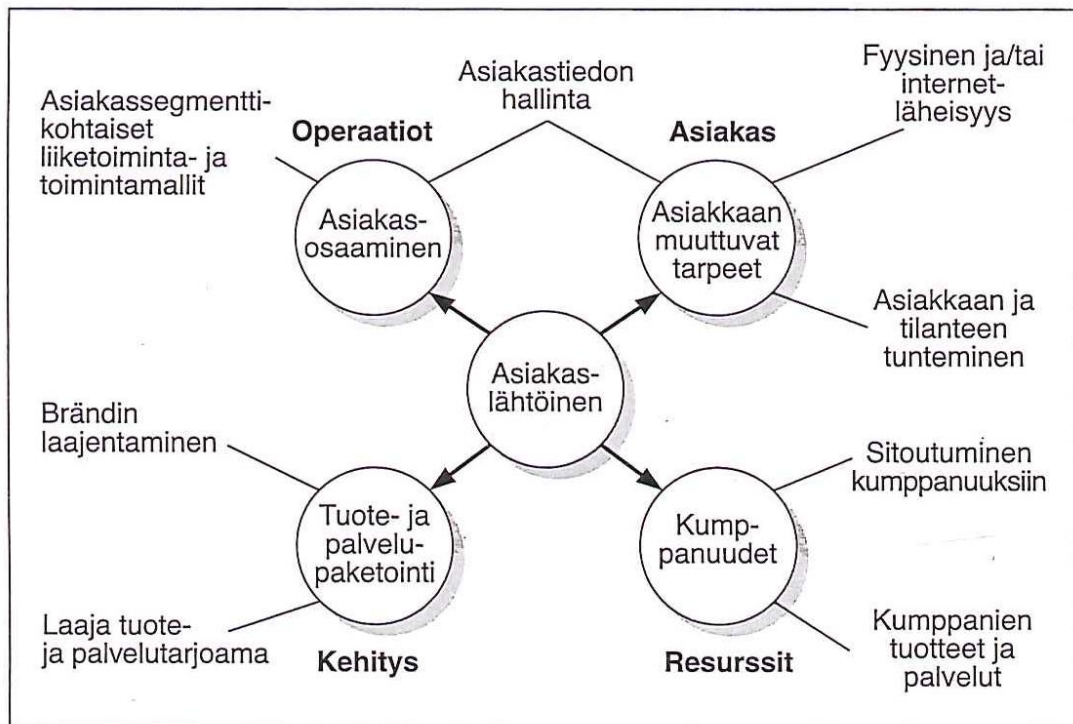 Asiakassegmentti-
kohtaiset
liiketoiminta- ja
toimintamallit
Operaatiot
Asiakas-
osaaminen
Asiakastiedon
hallinta
Asiakas
Asiakkaan
muuttuvat
tarpeet
Fyysinen ja/tai
internet-
läheisyys
Asiakkaan ja
tilanteen
tunteminen
Asiakas-
lähtöinen
Brändin
laajentaminen
Tuote- ja
palvelu-
paketointi
Laaja tuote-
ja palvelutarjoama
Kehitys
Kump-
panuudet
Sitoutuminen
kumppanuuksiin
Kumppanien
tuotteet ja
palvelut
Resurssit